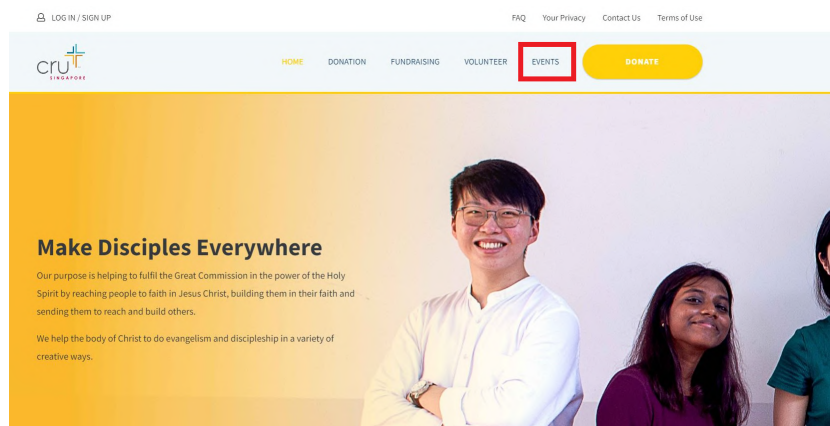 LOG IN / SIGN UP
FAQ Your Privacy Contact Us Terms of Use
cru
SINGAPORE
HOME DONATION FUNDRAISING VOLUNTEER EVENTS DONATE
Make Disciples Everywhere
Our purpose is helping to fulfil the Great Commission in the power of the Holy
Spirit by reaching people to faith in Jesus Christ, building them in their faith and
sending them to reach and build others.
We help the body of Christ to do evangelism and discipleship in a variety of
creative ways.